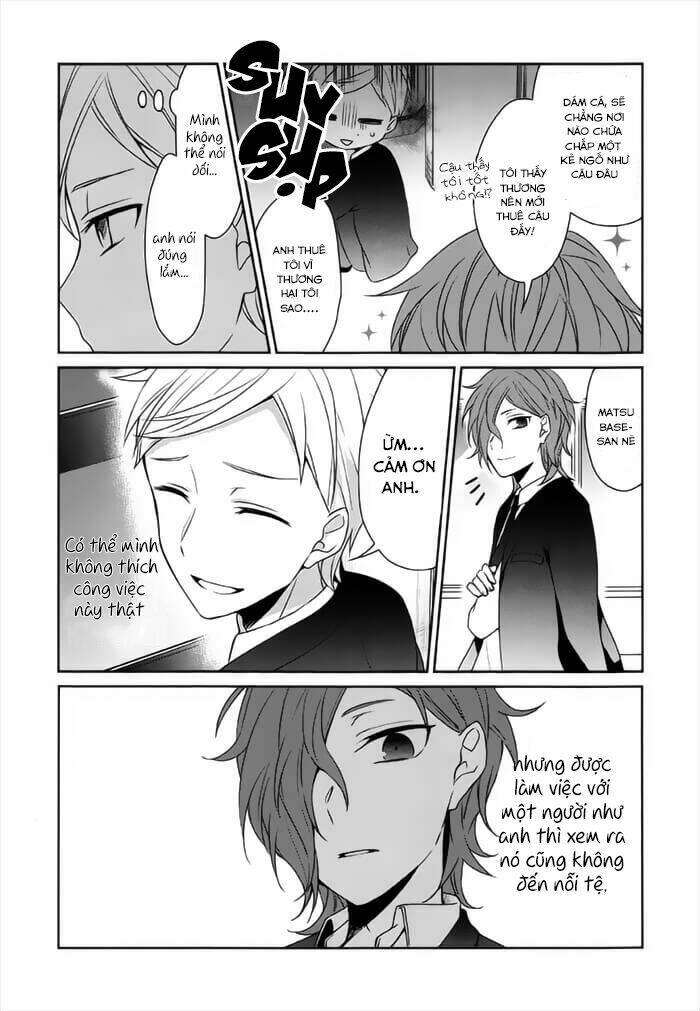 DÁM CÁ, SẼ
CHẲNG NƠI
NÀO CHỨA
CHẤP MỘT
KẺ NGỐ NHƯ
CẬU ĐÂU
TÔI THẤY
THƯƠNG
NÊN MỚI
THUÊ CẬU
ĐẤY!
Cậu thấy
tôi tốt
không!?
SUY
SỤP
ANH THUÊ
TÔI VÌ
THƯƠNG
HẠI TÔI
SAO....
Mình
không
thể nói
dối...
anh nói
đúng
lắm...
MATSU
BASE-
SAN NÈ
ỪM...
CẢM ƠN
ANH.
Có thể mình
không thích
công việc
này thật
nhưng được
làm việc với
một người như
anh thì xem ra
nó cũng không
đến nỗi tệ,